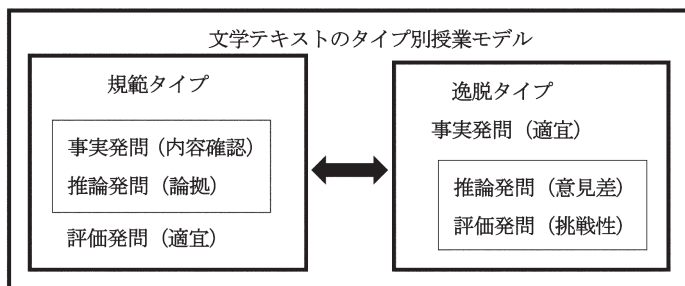 文学テキストのタイプ別授業モデル
規範タイプ
事実発問（内容確認）
推論発問（論拠）
評価発問（適宜）
逸脱タイプ
事実発問（適宜）
推論発問（意見差）
評価発問（挑戦性）